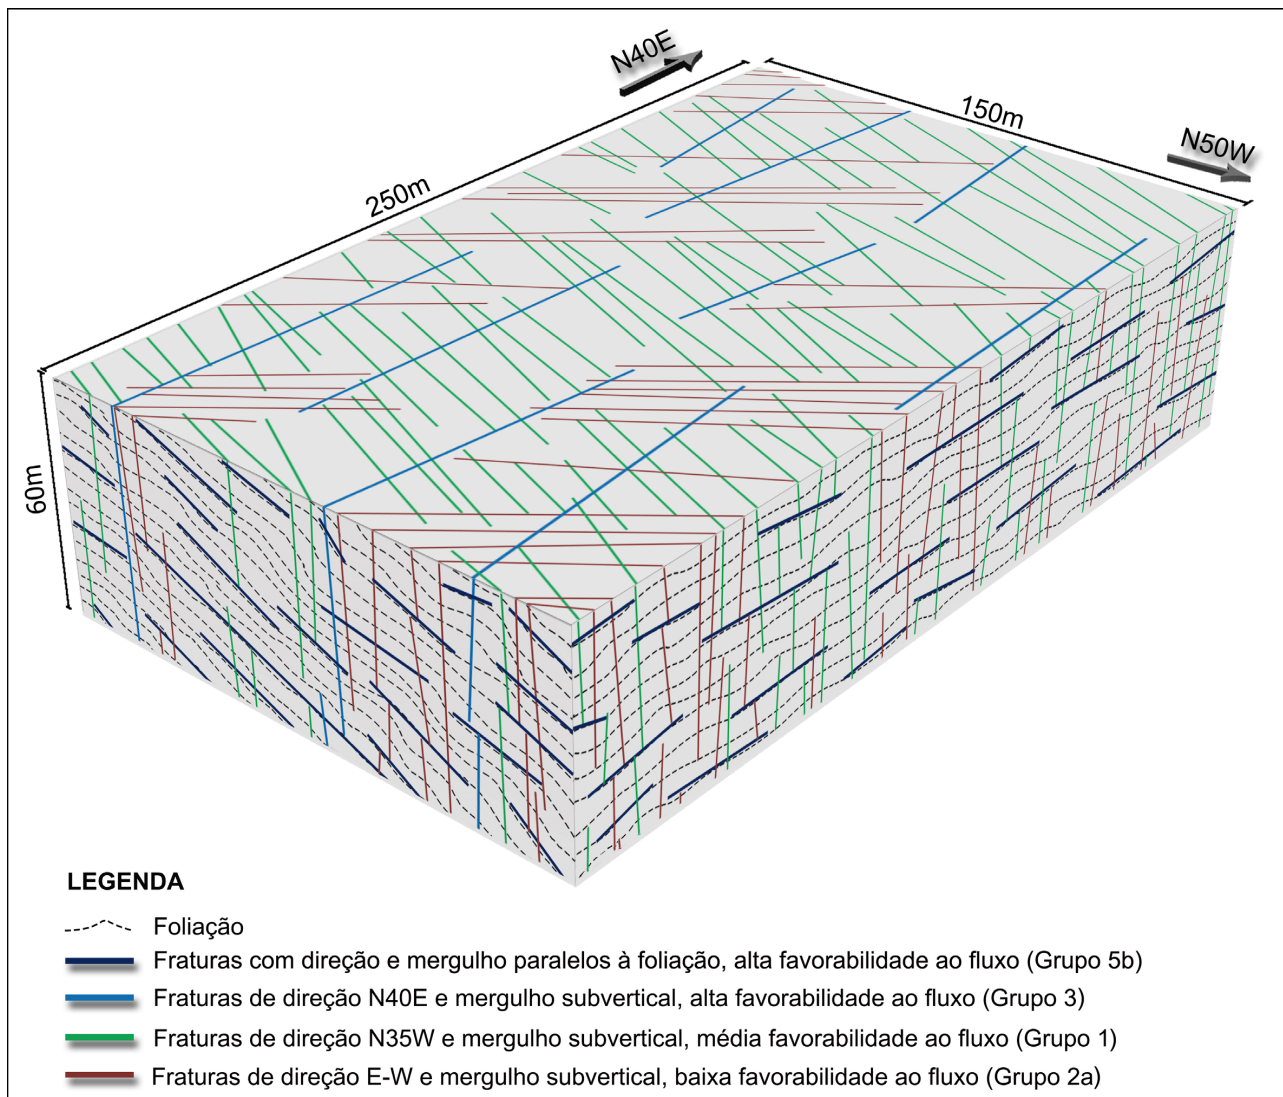 N40E
150m
N50W
250m
60m
LEGENDA
Foliação
Fraturas com direção e mergulho paralelos à foliação, alta favorabilidade ao fluxo (Grupo 5b)
Fraturas de direção N40E e mergulho subvertical, alta favorabilidade ao fluxo (Grupo 3)
Fraturas de direção N35W e mergulho subvertical, média favorabilidade ao fluxo (Grupo 1)
Fraturas de direção E-W e mergulho subvertical, baixa favorabilidade ao fluxo (Grupo 2a)